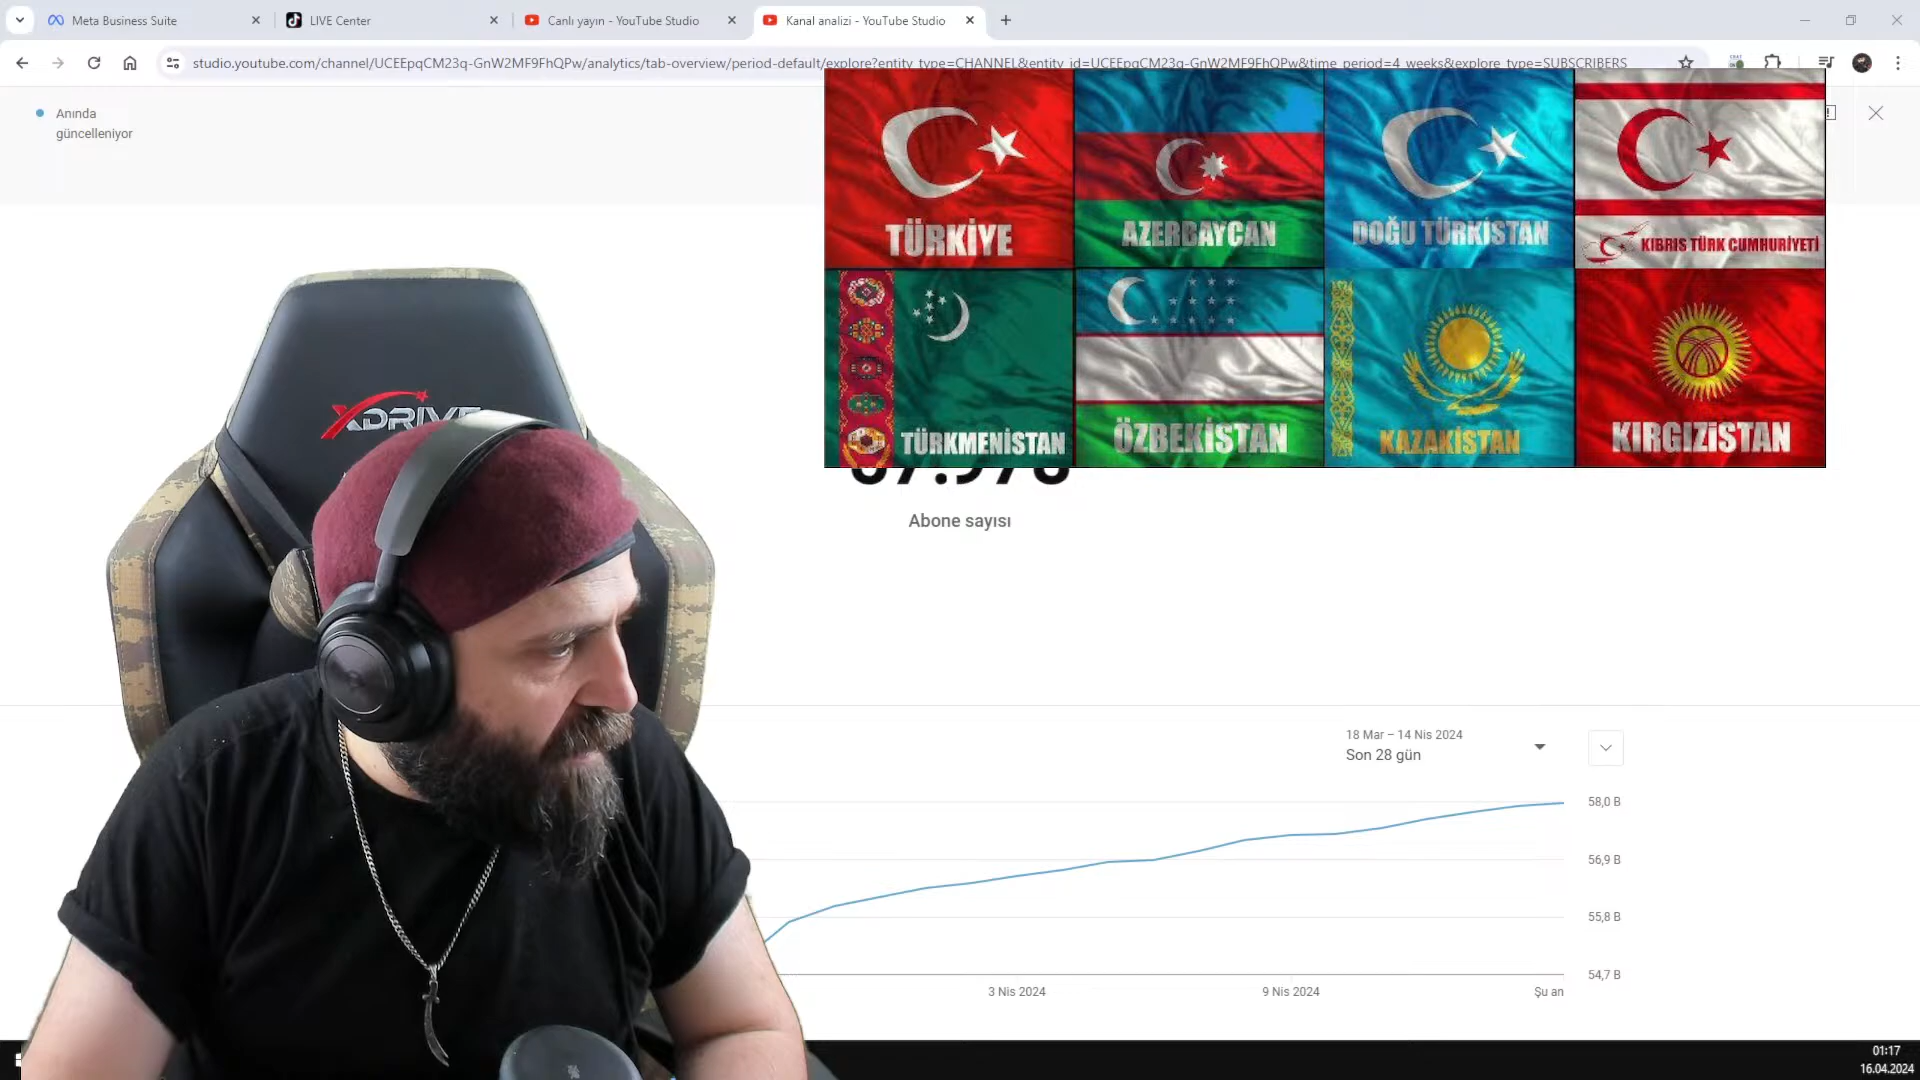 Meta Business Suite
LIVE Center
Canlı yayın - YouTube Studio
Kanal analizi - YouTube Studio
studio.youtube.com/channel/UCEEpqCM23q-GnW2MF9FhQPw/analytics/tab-overview/period-default/explore?entity_type=CHANNEL&entity_id=UCEEpqCM23q-GnW2MF9FhQPw&time_period=4_weeks&explore_type=SUBSCRIBERS
Anında
güncelleniyor
TÜRKİYE
AZERBAYCAN
DOĞU TÜRKİSTAN
KIBRIS TÜRK CUMHURİYETİ
TÜRKMENİSTAN
ÖZBEKİSTAN
KAZAKİSTAN
KIRGIZİSTAN
XDRIVE
Abone sayısı
18 Mar – 14 Nis 2024
Son 28 gün
58,0 B
56,9 B
55,8 B
54,7 B
3 Nis 2024
9 Nis 2024
Şu an
01:17
16.04.2024